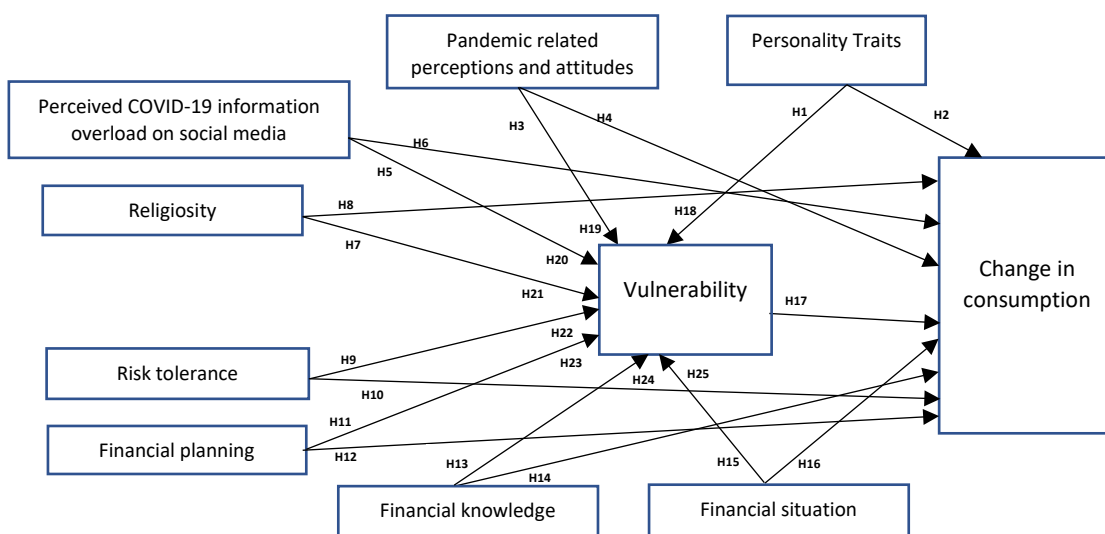 Pandemic related
perceptions and attitudes
Personality Traits
Perceived COVID-19 information
overload on social media
H1
H2
H3
H4
H6
H5
Religiosity
H8
H7
H18
H19
H20
H21
Vulnerability
H17
Change in
consumption
H22
H23
H24
H25
Risk tolerance
H9
H10
H11
Financial planning
H12
H13
H14
H15
H16
Financial knowledge
Financial situation